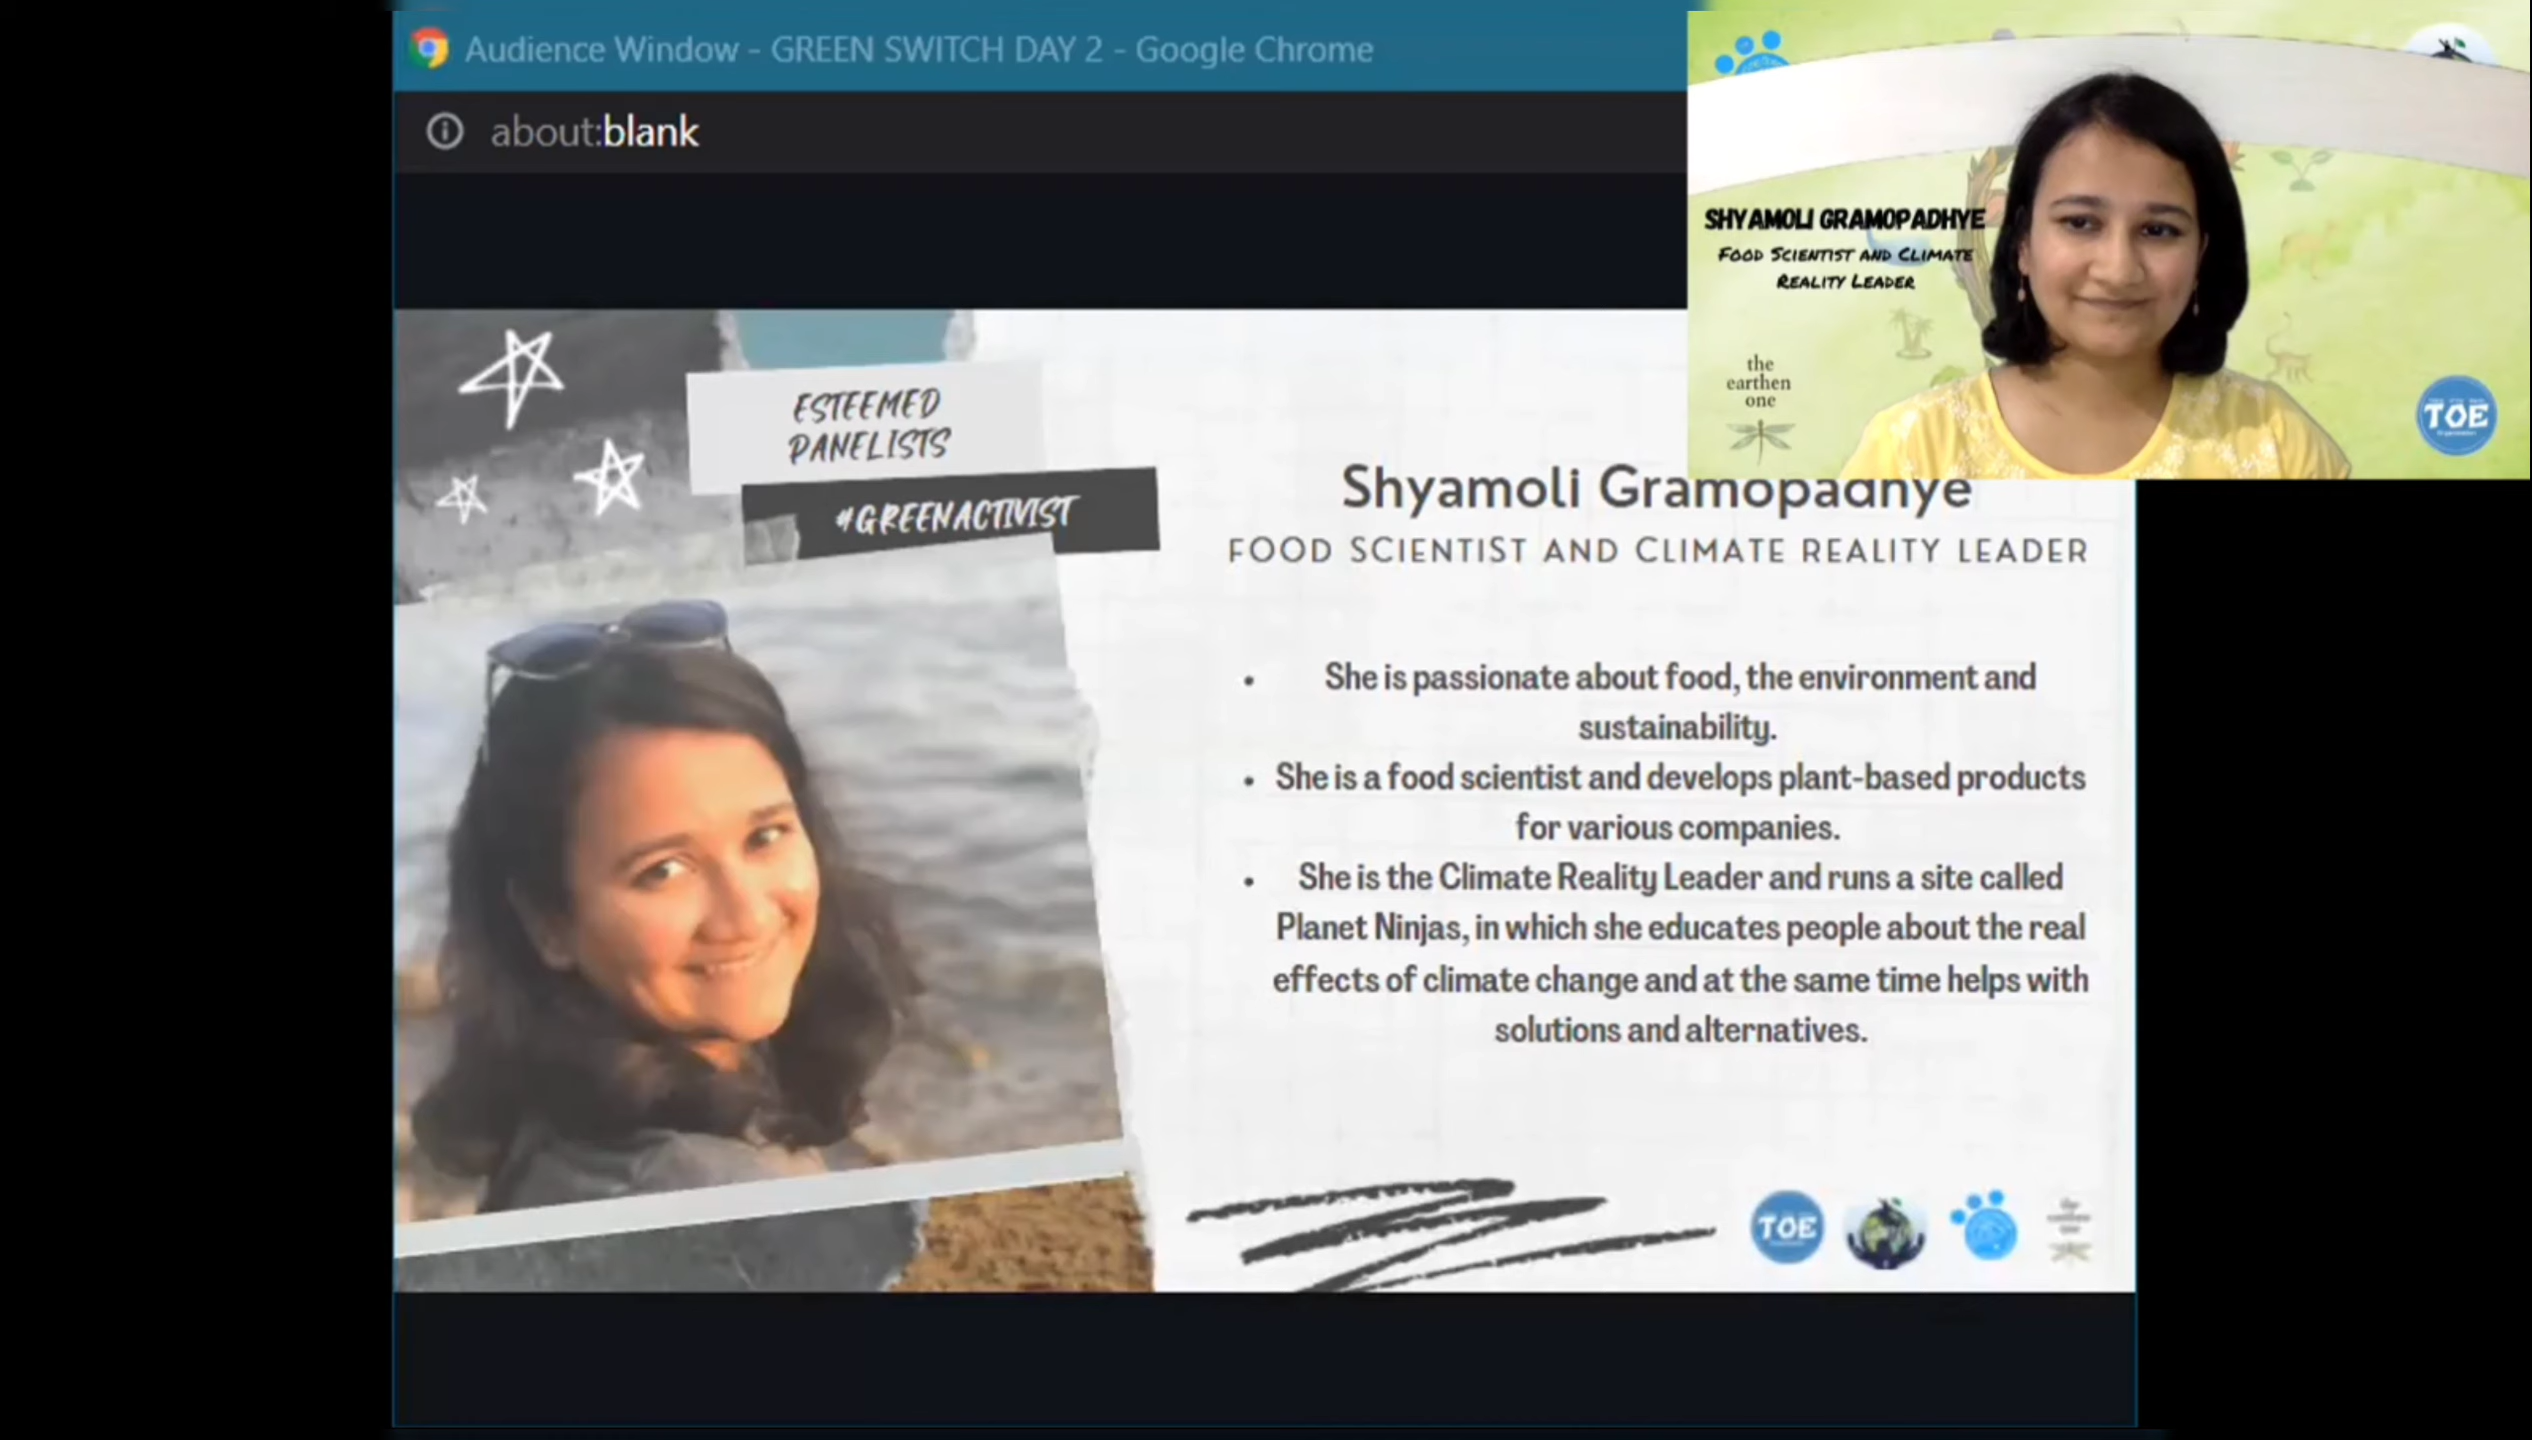 Audience Window - GREEN SWITCH DAY 2 - Google Chrome
about:blank
SHYAMOLI GRAMOPADHYE
FOOD SCIENTIST AND CLIMATE
REALITY LEADER
the
earthen
one
TOE
ESTEEMED
PANELISTS
#GREENACTIVIST
Shyamoli Gramopadhye
FOOD SCIENTIST AND CLIMATE REALITY LEADER
• She is passionate about food, the environment and
sustainability.
• She is a food scientist and develops plant-based products
for various companies.
• She is the Climate Reality Leader and runs a site called
Planet Ninjas, in which she educates people about the real
effects of climate change and at the same time helps with
solutions and alternatives.
TOE